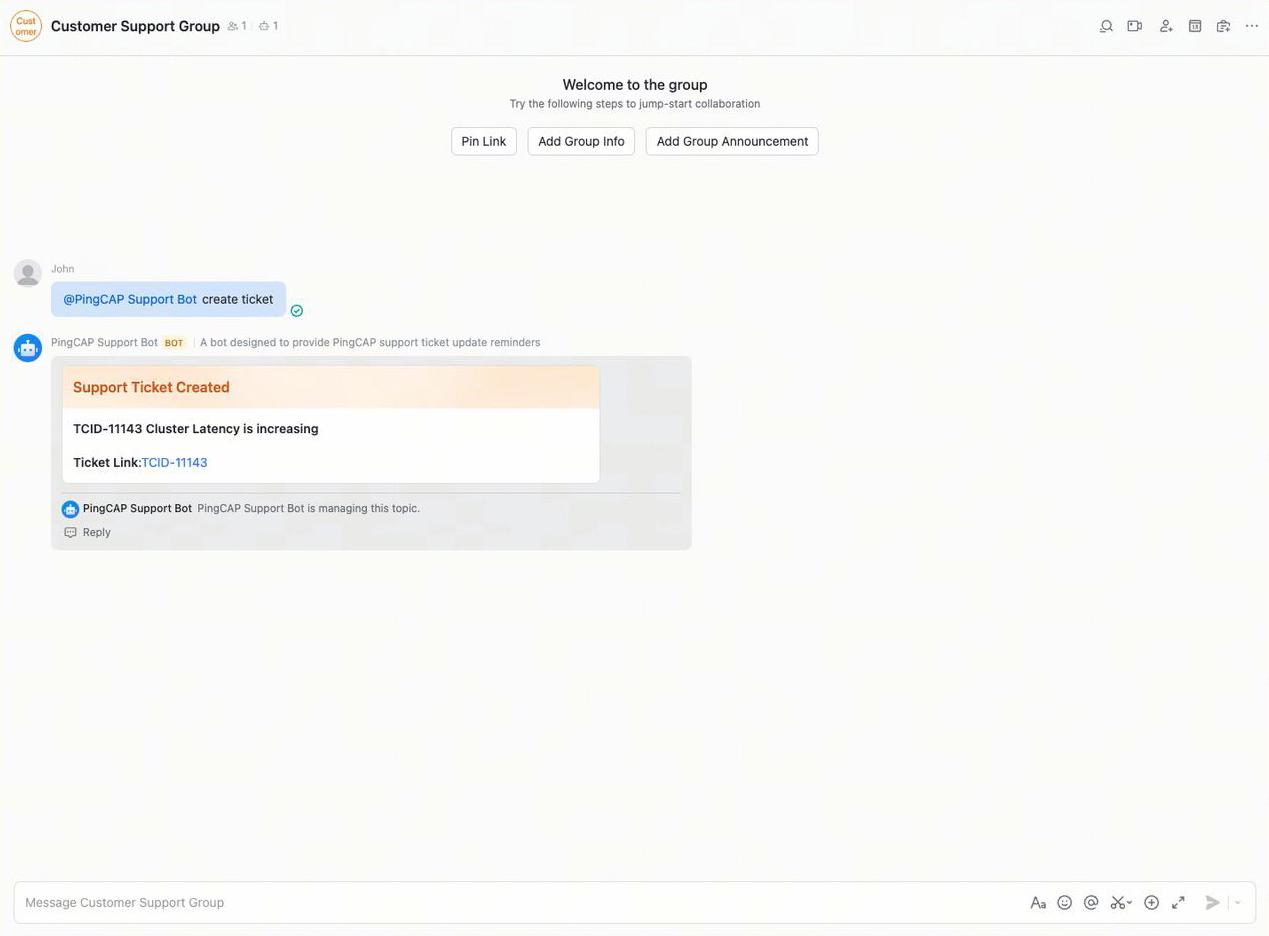 Cust
omer
Customer Support Group 1 1
Welcome to the group
Try the following steps to jump-start collaboration
Pin Link Add Group Info Add Group Announcement
John
@PingCAP Support Bot create ticket
PingCAP Support Bot BOT A bot designed to provide PingCAP support ticket update reminders
Support Ticket Created
TCID-11143 Cluster Latency is increasing
Ticket Link:TCID-11143
PingCAP Support Bot PingCAP Support Bot is managing this topic.
Reply
Message Customer Support Group Aa